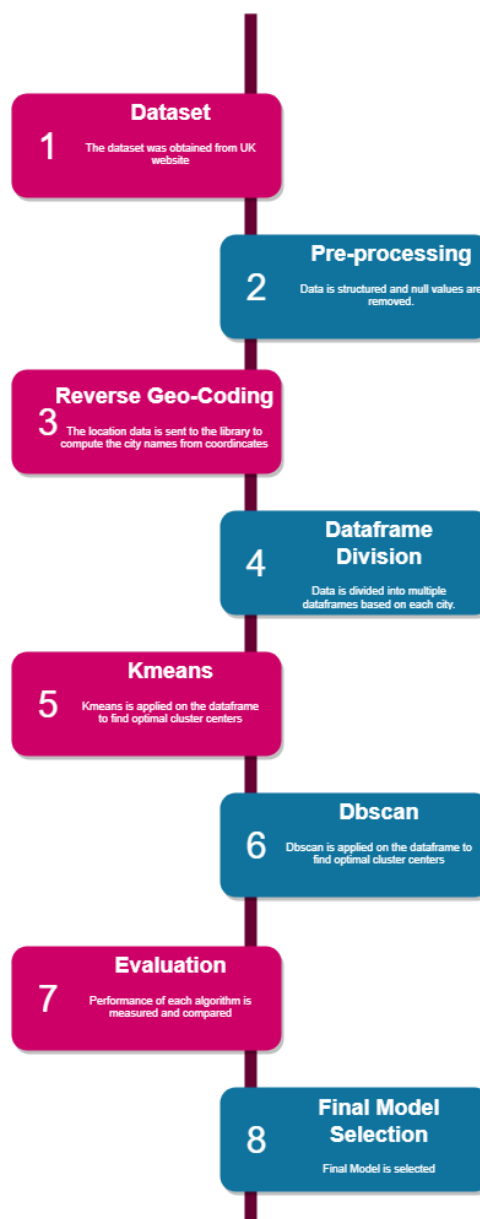 Dataset
1
The dataset was obtained from UK
website
Pre-processing
2
Data is structured and null values are
removed.
Reverse Geo-Coding
3
The location data is sent to the library to
compute the city names from coordincates
Dataframe
Division
4
Data is divided into multiple
dataframes based on each city.
Kmeans
5
Kmeans is applied on the dataframe
to find optimal cluster centers
Dbscan
6
Dbscan is applied on the dataframe to
find optimal cluster centers
Evaluation
7
Performance of each algorithm is
measured and compared
Final Model
Selection
8
Final Model is selected